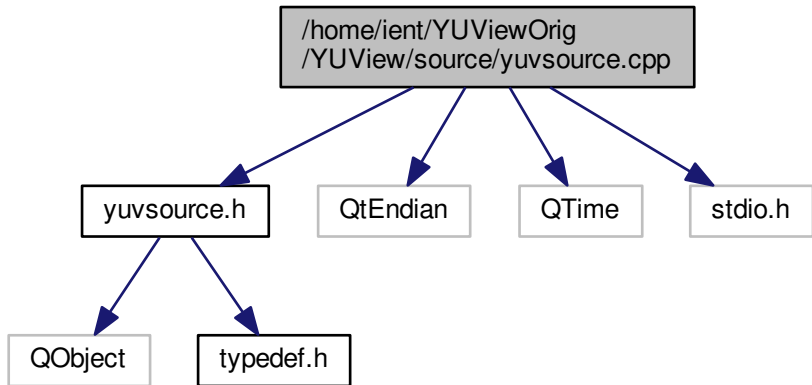 /home/ient/YUViewOrig
/YUView/source/yuvsource.cpp
yuvsource.h
QtEndian
QTime
stdio.h
QObject
typedef.h